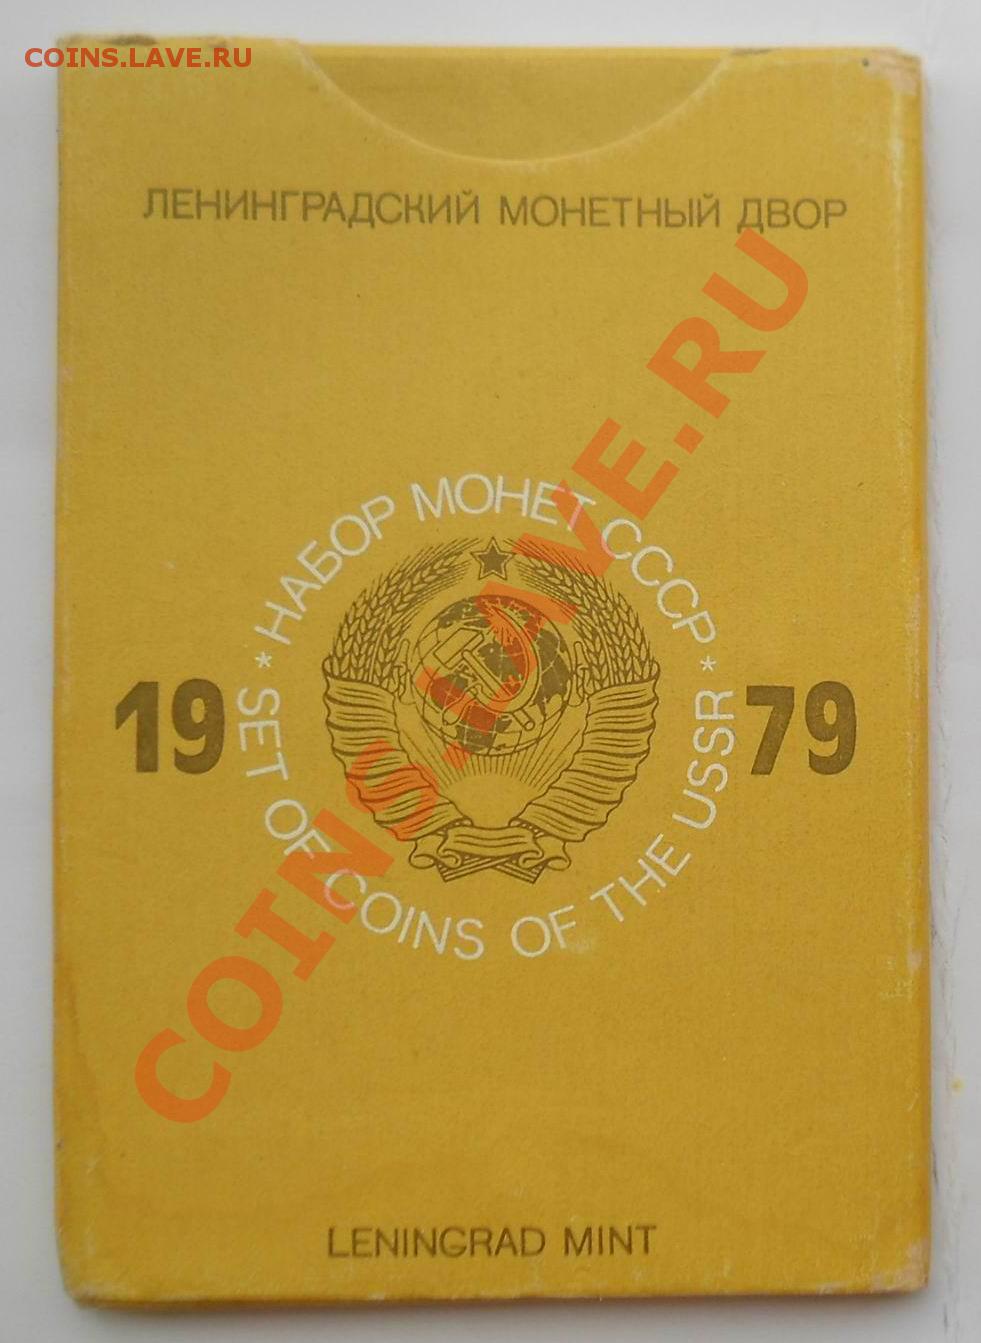 COINS.LAVE.RU
ЛЕНИНГРАДСКИЙ МОНЕТНЫЙ ДВОР
* НАБОР МОНЕТ СССР *
19 79
SET OF COINS OF THE USSR
COINS.LAVE.RU
LENINGRAD MINT